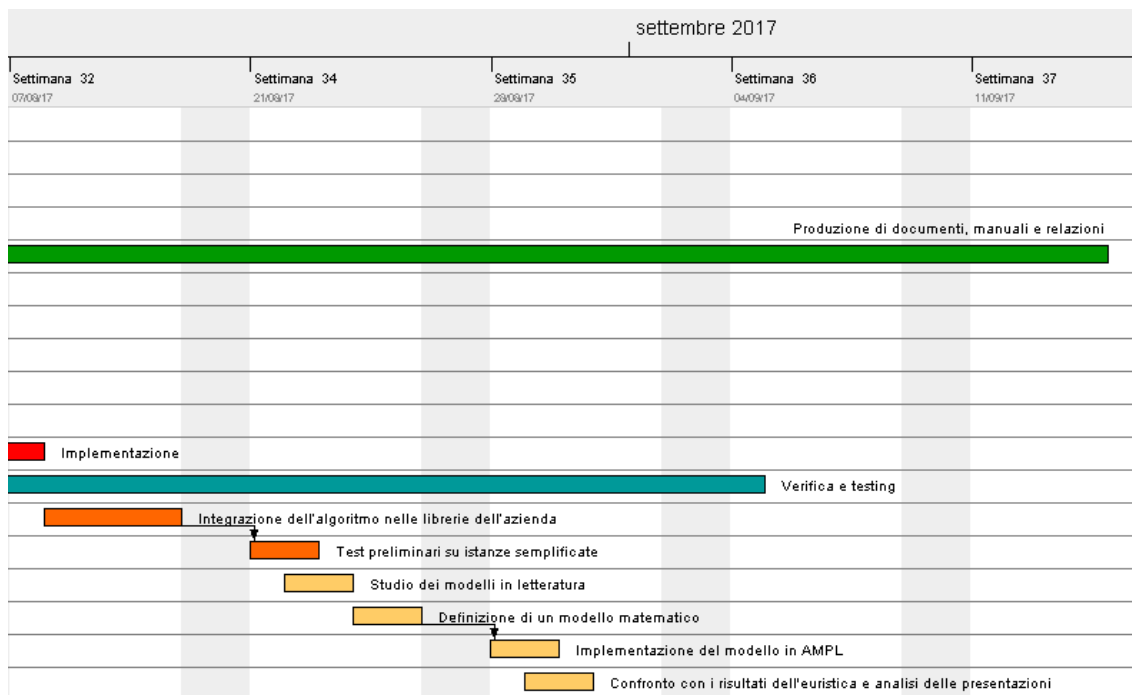 settembre 2017
Settimana 32
Settimana 34
Settimana 35
Settimana 36
Settimana 37
07/08/17
21/08/17
28/08/17
04/09/17
11/09/17
Produzione di documenti, manuali e relazioni
Implementazione
Verifica e testing
Integrazione dell'algoritmo nelle librerie dell'azienda
Test preliminari su istanze semplificate
Studio dei modelli in letteratura
Definizione di un modello matematico
Implementazione del modello in AMPL
Confronto con i risultati dell'euristica e analisi delle presentazioni